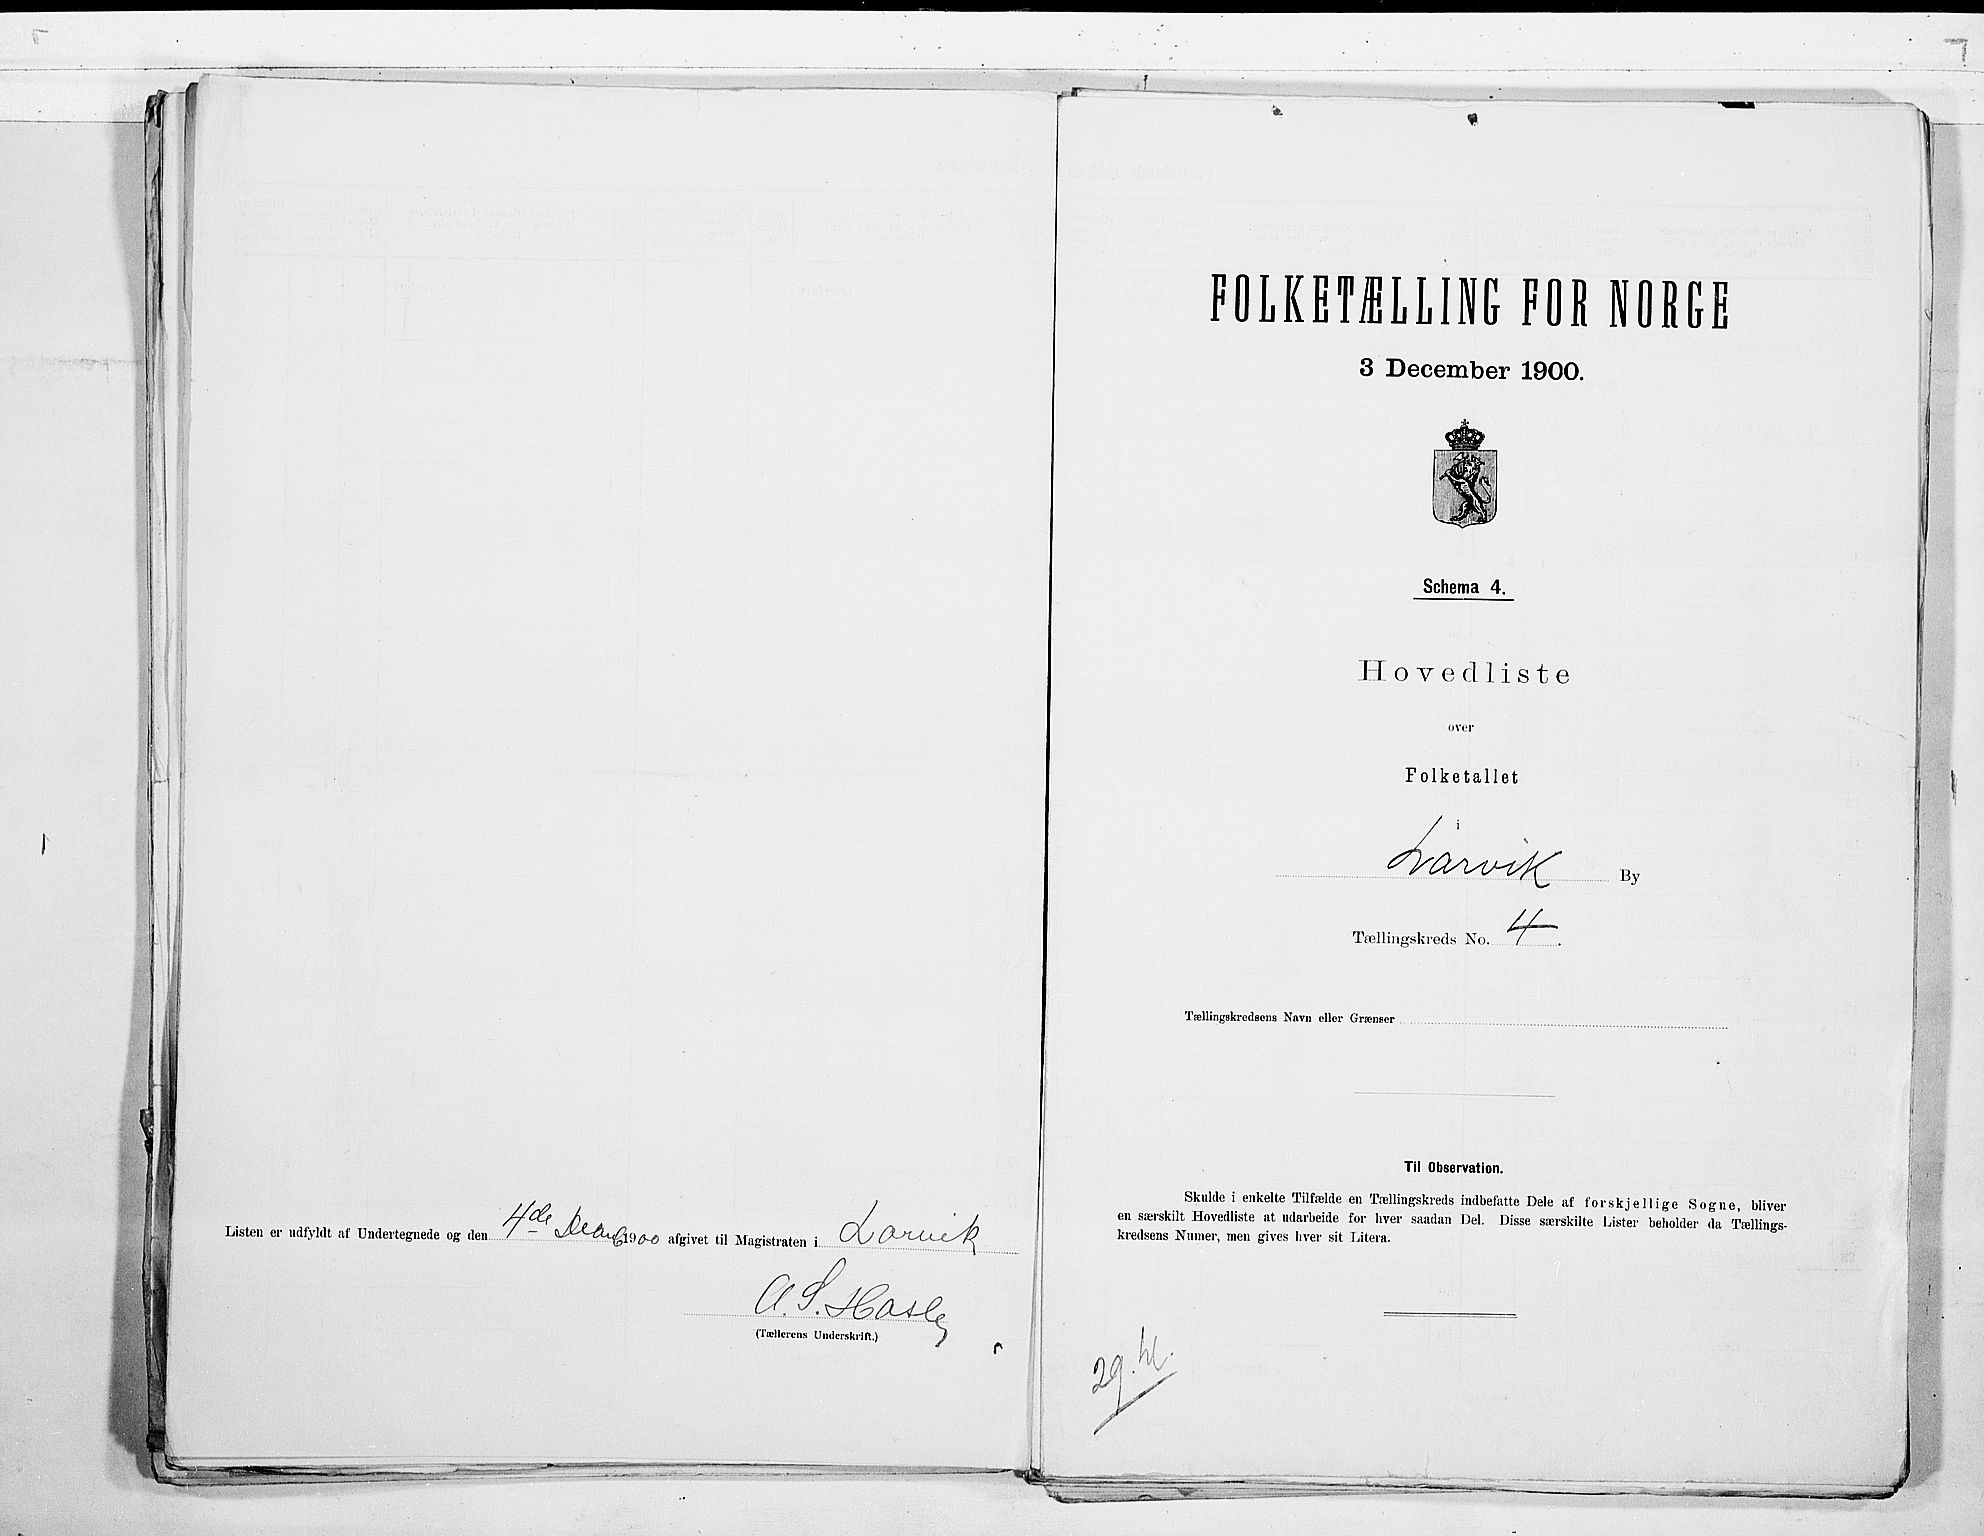 Listen er udfyldt af Undertegnede og den 4de Decmb 1900 afgivet til Magistraten i Larvik
A. S. Hasle
(Tællerens Underskrift.)
FOLKETÆLLING FOR NORGE
3 December 1900.
Schema 4.
Hovedliste
over
Folketallet
i
Larvik By
Tællingskreds No. 4.
Tællingskredsens Navn eller Grænser
Til Observation.
Skulde i enkelte Tilfælde en Tællingskreds indbefatte Dele af forskjellige Sogne, bliver
en særskilt Hovedliste at udarbeide for hver saadan Del. Disse særskilte Lister beholder da Tællings-
kredsens Numer, men gives hver sit Litera.
29. hl.